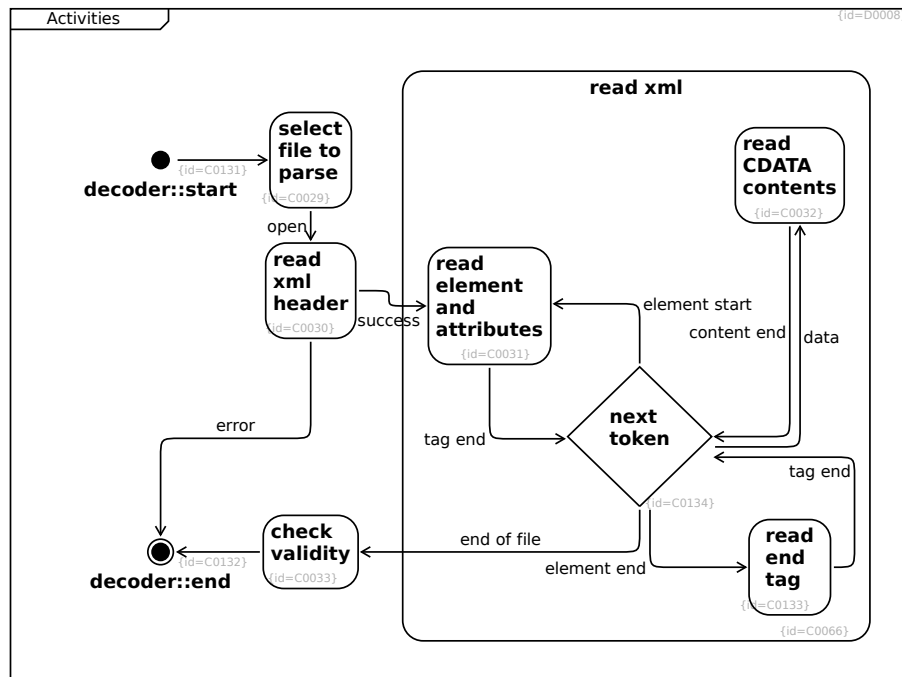 Activities
{id=D0008
read xml
select
file to
parse
{id=C0029}
decoder::start
{id=C0131}
read
CDATA
contents
{id=C0032}
open
read
xml
header
{id=C0030}
success
read
element
and
attributes
{id=C0031}
element start
content end
data
next
token
{id=C0134}
error
tag end
tag end
end of file
element end
check
validity
{id=C0033}
decoder::end
{id=C0132}
read
end
tag
{id=C0133}
{id=C0066}